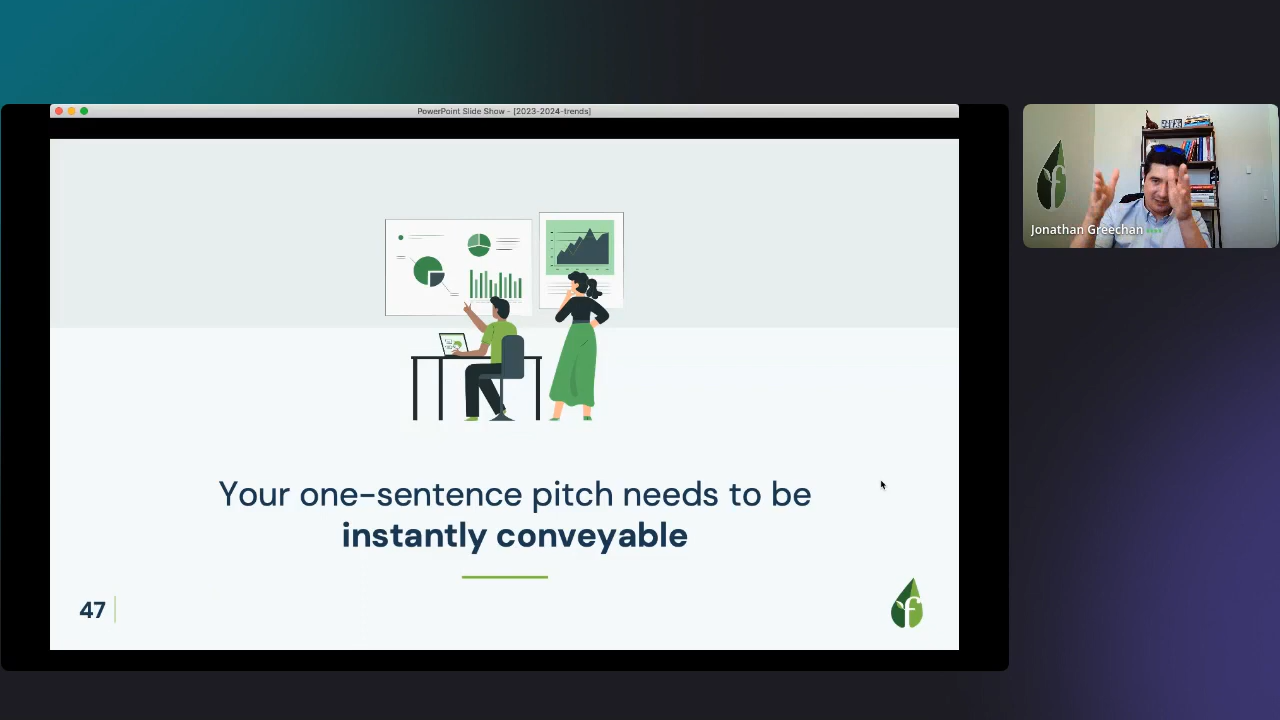 PowerPoint Slide Show - [2023-2024-trends]
Your one-sentence pitch needs to be
instantly conveyable
47
f
f
Jonathan Greechan